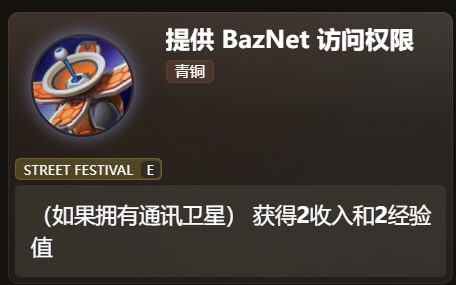 提供 BazNet 访问权限
青铜
STREET FESTIVAL E
（如果拥有通讯卫星） 获得2收入和2经验
值